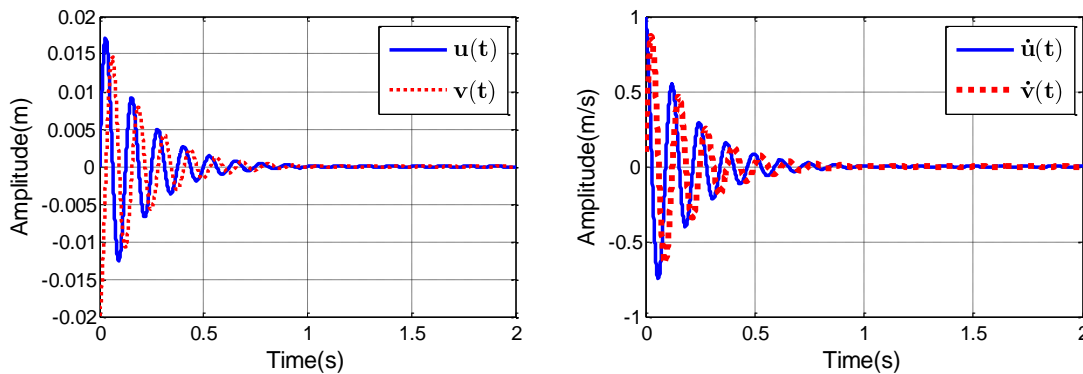 0.02
0.015
0.01
0.005
0
-0.005
-0.01
-0.015
-0.02
Amplitude(m)
u(t)
v(t)
0 0.5 1 1.5 2
Time(s)
1
0.5
0
-0.5
-1
Amplitude(m/s)
u̇(t)
v̇(t)
0 0.5 1 1.5 2
Time(s)